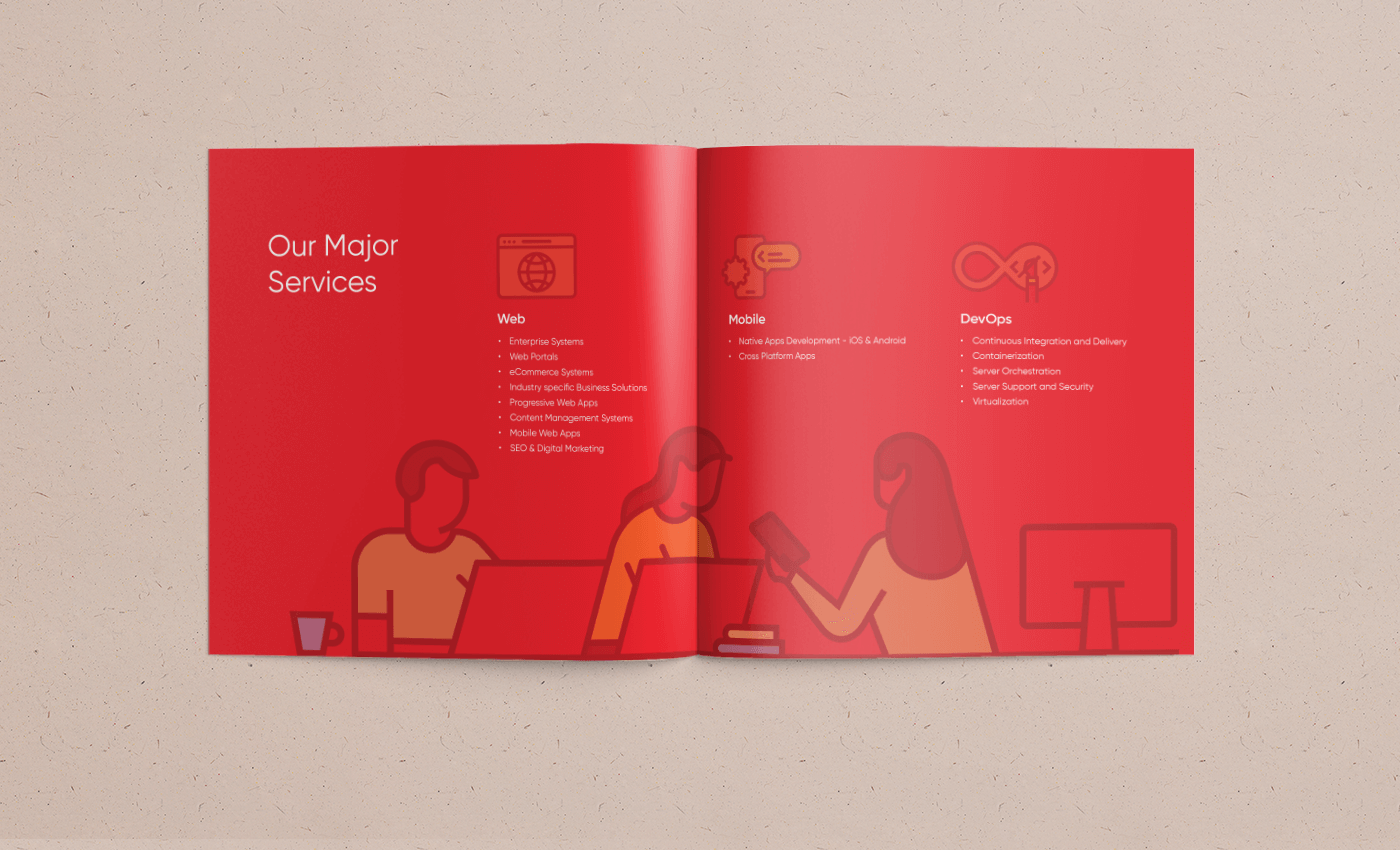 Our Major
Services
Web
• Enterprise Systems
• Web Portals
• eCommerce Systems
• Industry specific Business Solutions
• Progressive Web Apps
• Content Management Systems
• Mobile Web Apps
• SEO & Digital Marketing
Mobile
• Native Apps Development - iOS & Android
• Cross Platform Apps
DevOps
• Continuous Integration and Delivery
• Containerization
• Server Orchestration
• Server Support and Security
• Virtualization